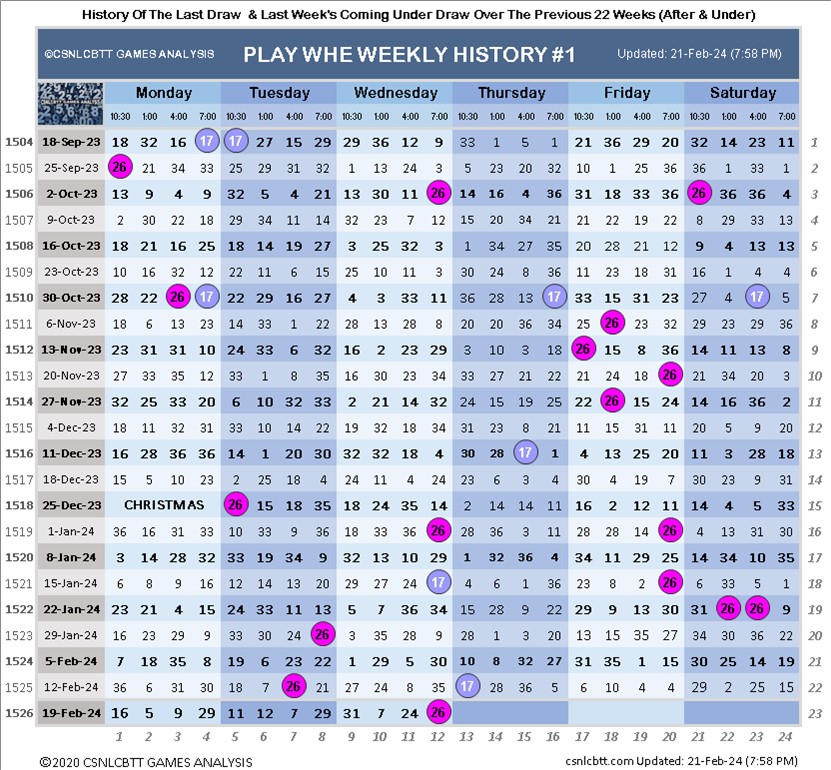 History Of The Last Draw & Last Week's Coming Under Draw Over The Previous 22 Weeks (After & Under)
©CSNLCBTT GAMES ANALYSIS PLAY WHE WEEKLY HISTORY #1 Updated: 21-Feb-24 (7:58 PM)
CSNLCBTT GAMES ANALYSIS
Monday Tuesday Wednesday Thursday Friday Saturday
10:30 1:00 4:00 7:00 10:30 1:00 4:00 7:00 10:30 1:00 4:00 7:00 10:30 1:00 4:00 7:00 10:30 1:00 4:00 7:00 10:30 1:00 4:00 7:00
1504 18-Sep-23 18 32 16 17 17 27 15 29 29 36 12 9 33 1 5 1 21 36 29 20 32 14 23 11 1
1505 25-Sep-23 26 21 34 33 25 29 31 32 1 13 24 3 5 23 20 32 1 33 1 2
1506 2-Oct-23 13 9 4 9 32 5 4 21 13 30 11 26 14 16 4 36 31 18 33 36 26 36 36 4 3
1507 9-Oct-23 2 30 22 18 29 34 11 14 32 23 7 12 15 20 34 21 21 22 19 22 29 33 13 4
1508 16-Oct-23 18 21 16 25 18 14 19 27 3 25 32 3 1 34 27 35 20 28 21 12 9 4 13 13 5
1509 23-Oct-23 10 16 32 12 22 11 6 15 25 10 11 3 30 24 8 36 11 23 18 31 16 1 4 4 6
1510 30-Oct-23 28 22 26 17 22 29 16 27 4 3 33 11 36 28 13 17 33 15 31 23 27 4 17 5 7
1511 6-Nov-23 18 6 13 23 14 33 1 22 18 13 28 8 20 20 36 34 25 26 23 32 29 23 29 36 8
1512 13-Nov-23 23 31 31 10 24 33 6 22 16 2 23 29 3 10 3 18 26 15 8 36 14 11 13 8 9
1513 20-Nov-23 27 33 35 12 33 1 8 35 16 30 33 34 33 27 21 22 21 24 18 26 21 34 20 3 10
1514 27-Nov-23 32 25 33 20 6 10 32 33 2 21 14 32 24 15 19 25 22 26 15 24 14 16 36 2 11
1515 4-Dec-23 18 11 32 31 33 10 14 22 19 32 18 34 31 23 8 21 11 15 31 11 20 5 9 20 12
1516 11-Dec-23 16 28 36 36 14 1 20 30 32 32 18 4 30 28 17 1 4 13 25 20 11 3 28 18 13
1517 18-Dec-23 15 5 10 23 2 25 18 4 24 11 29 14 23 6 3 4 30 4 19 7 30 23 4 9 14
1518 25-Dec-23 CHRISTMAS 26 15 18 35 18 24 35 14 2 14 14 11 16 2 12 11 14 4 5 33 15
1519 1-Jan-24 36 16 31 33 10 33 9 36 18 33 36 26 28 36 3 11 28 28 14 26 4 13 31 30 16
1520 8-Jan-24 3 14 28 32 33 19 34 9 32 13 10 29 1 32 36 4 34 11 29 25 14 34 10 35 17
1521 15-Jan-24 6 8 9 16 12 14 13 20 29 27 24 17 4 6 1 36 23 8 2 26 6 33 5 1 18
1522 22-Jan-24 23 21 4 15 24 33 11 13 5 7 36 34 15 28 9 22 29 9 13 30 31 26 26 9 19
1523 29-Jan-24 16 23 29 9 33 30 24 26 3 35 28 9 28 1 3 20 13 15 35 27 34 30 36 22 20
1524 5-Feb-24 7 18 35 8 19 6 23 22 1 29 5 30 10 8 32 27 31 35 1 15 30 25 14 19 21
1525 12-Feb-24 36 6 31 30 18 7 26 21 27 24 8 35 17 28 36 5 6 10 4 4 29 25 15 22
1526 19-Feb-24 16 5 9 29 11 12 7 29 31 7 24 26 23
1 2 3 4 5 6 7 8 9 10 11 12 13 14 15 16 17 18 19 20 21 22 23 24
©2020 CSNLCBTT GAMES ANALYSIS csnlcbtt.com Updated: 21-Feb-24 (7:58 PM)